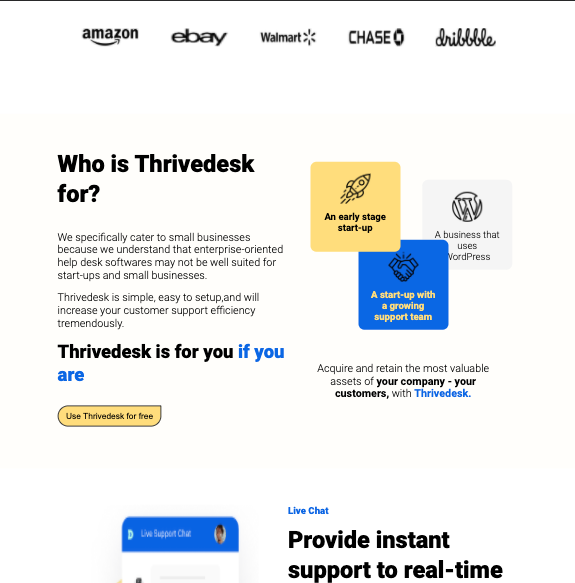 amazon
ebay
Walmart
CHASE
dribbble
Who is Thrivedesk
for?
We specifically cater to small businesses
because we understand that enterprise-oriented
help desk softwares may not be well suited for
start-ups and small businesses.
Thrivedesk is simple, easy to setup,and will
increase your customer support efficiency
tremendously.
Thrivedesk is for you if you
are
Use Thrivedesk for free
An early stage
start-up
A business that
uses
WordPress
A start-up with
a growing
support team
Acquire and retain the most valuable
assets of your company - your
customers, with Thrivedesk.
Live Support Chat
Live Chat
Provide instant
support to real-time